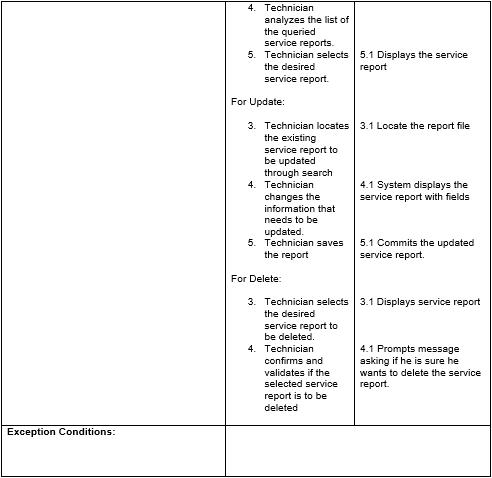 4. Technician
analyzes the list of
the queried
service reports.
5. Technician selects
the desired
service report.
5.1 Displays the service
report
For Update:
3. Technician locates
the existing
service report to
be updated
through search
3.1 Locate the report file
4. Technician
changes the
information that
needs to be
updated.
4.1 System displays the
service report with fields
5. Technician saves
the report
5.1 Commits the updated
service report.
For Delete:
3. Technician selects
the desired
service report to
be deleted.
3.1 Displays service report
4. Technician
confirms and
validates if the
selected service
report is to be
deleted
4.1 Prompts message
asking if he is sure he
wants to delete the service
report.
Exception Conditions: